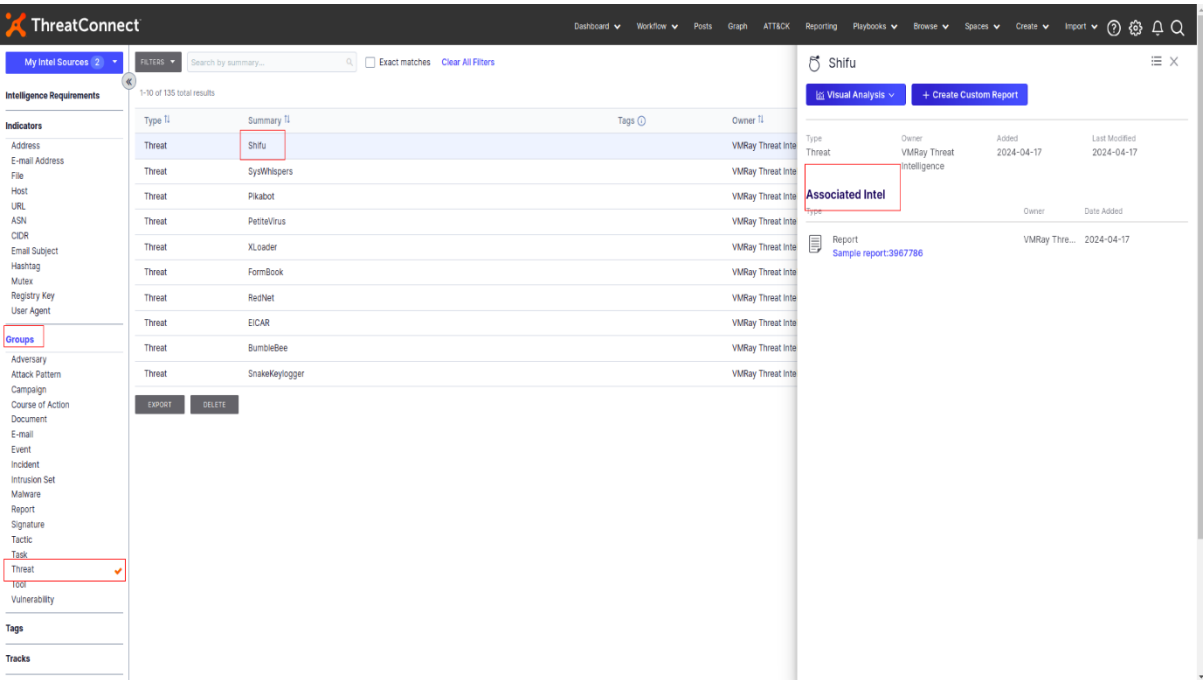 ThreatConnect
Dashboard Workflow Posts Graph ATT&CK Reporting Playbooks Browse Spaces Create Import
My Intel Sources 2
Intelligence Requirements
Indicators
Address
E-mail Address
File
Host
URL
ASN
CIDR
Email Subject
Hashtag
Mutex
Registry Key
User Agent
Groups
Adversary
Attack Pattern
Campaign
Course of Action
Document
E-mail
Event
Incident
Intrusion Set
Malware
Report
Signature
Tactic
Task
Threat
Tool
Vulnerability
Tags
Tracks
FILTERS Search by summary... Exact matches Clear All Filters
1-10 of 135 total results
Type Summary Tags Owner
Threat Shifu VMRay Threat Inte
Threat SysWhispers VMRay Threat Inte
Threat Pikabot VMRay Threat Inte
Threat PetiteVirus VMRay Threat Inte
Threat XLoader VMRay Threat Inte
Threat FormBook VMRay Threat Inte
Threat RedNet VMRay Threat Inte
Threat EICAR VMRay Threat Inte
Threat BumbleBee VMRay Threat Inte
Threat SnakeKeylogger VMRay Threat Inte
EXPORT DELETE
Shifu
Visual Analysis + Create Custom Report
Type Owner Added Last Modified
Threat VMRay Threat 2024-04-17 2024-04-17
Intelligence
Associated Intel
Type Owner Date Added
Report VMRay Thre... 2024-04-17
Sample report:3967786